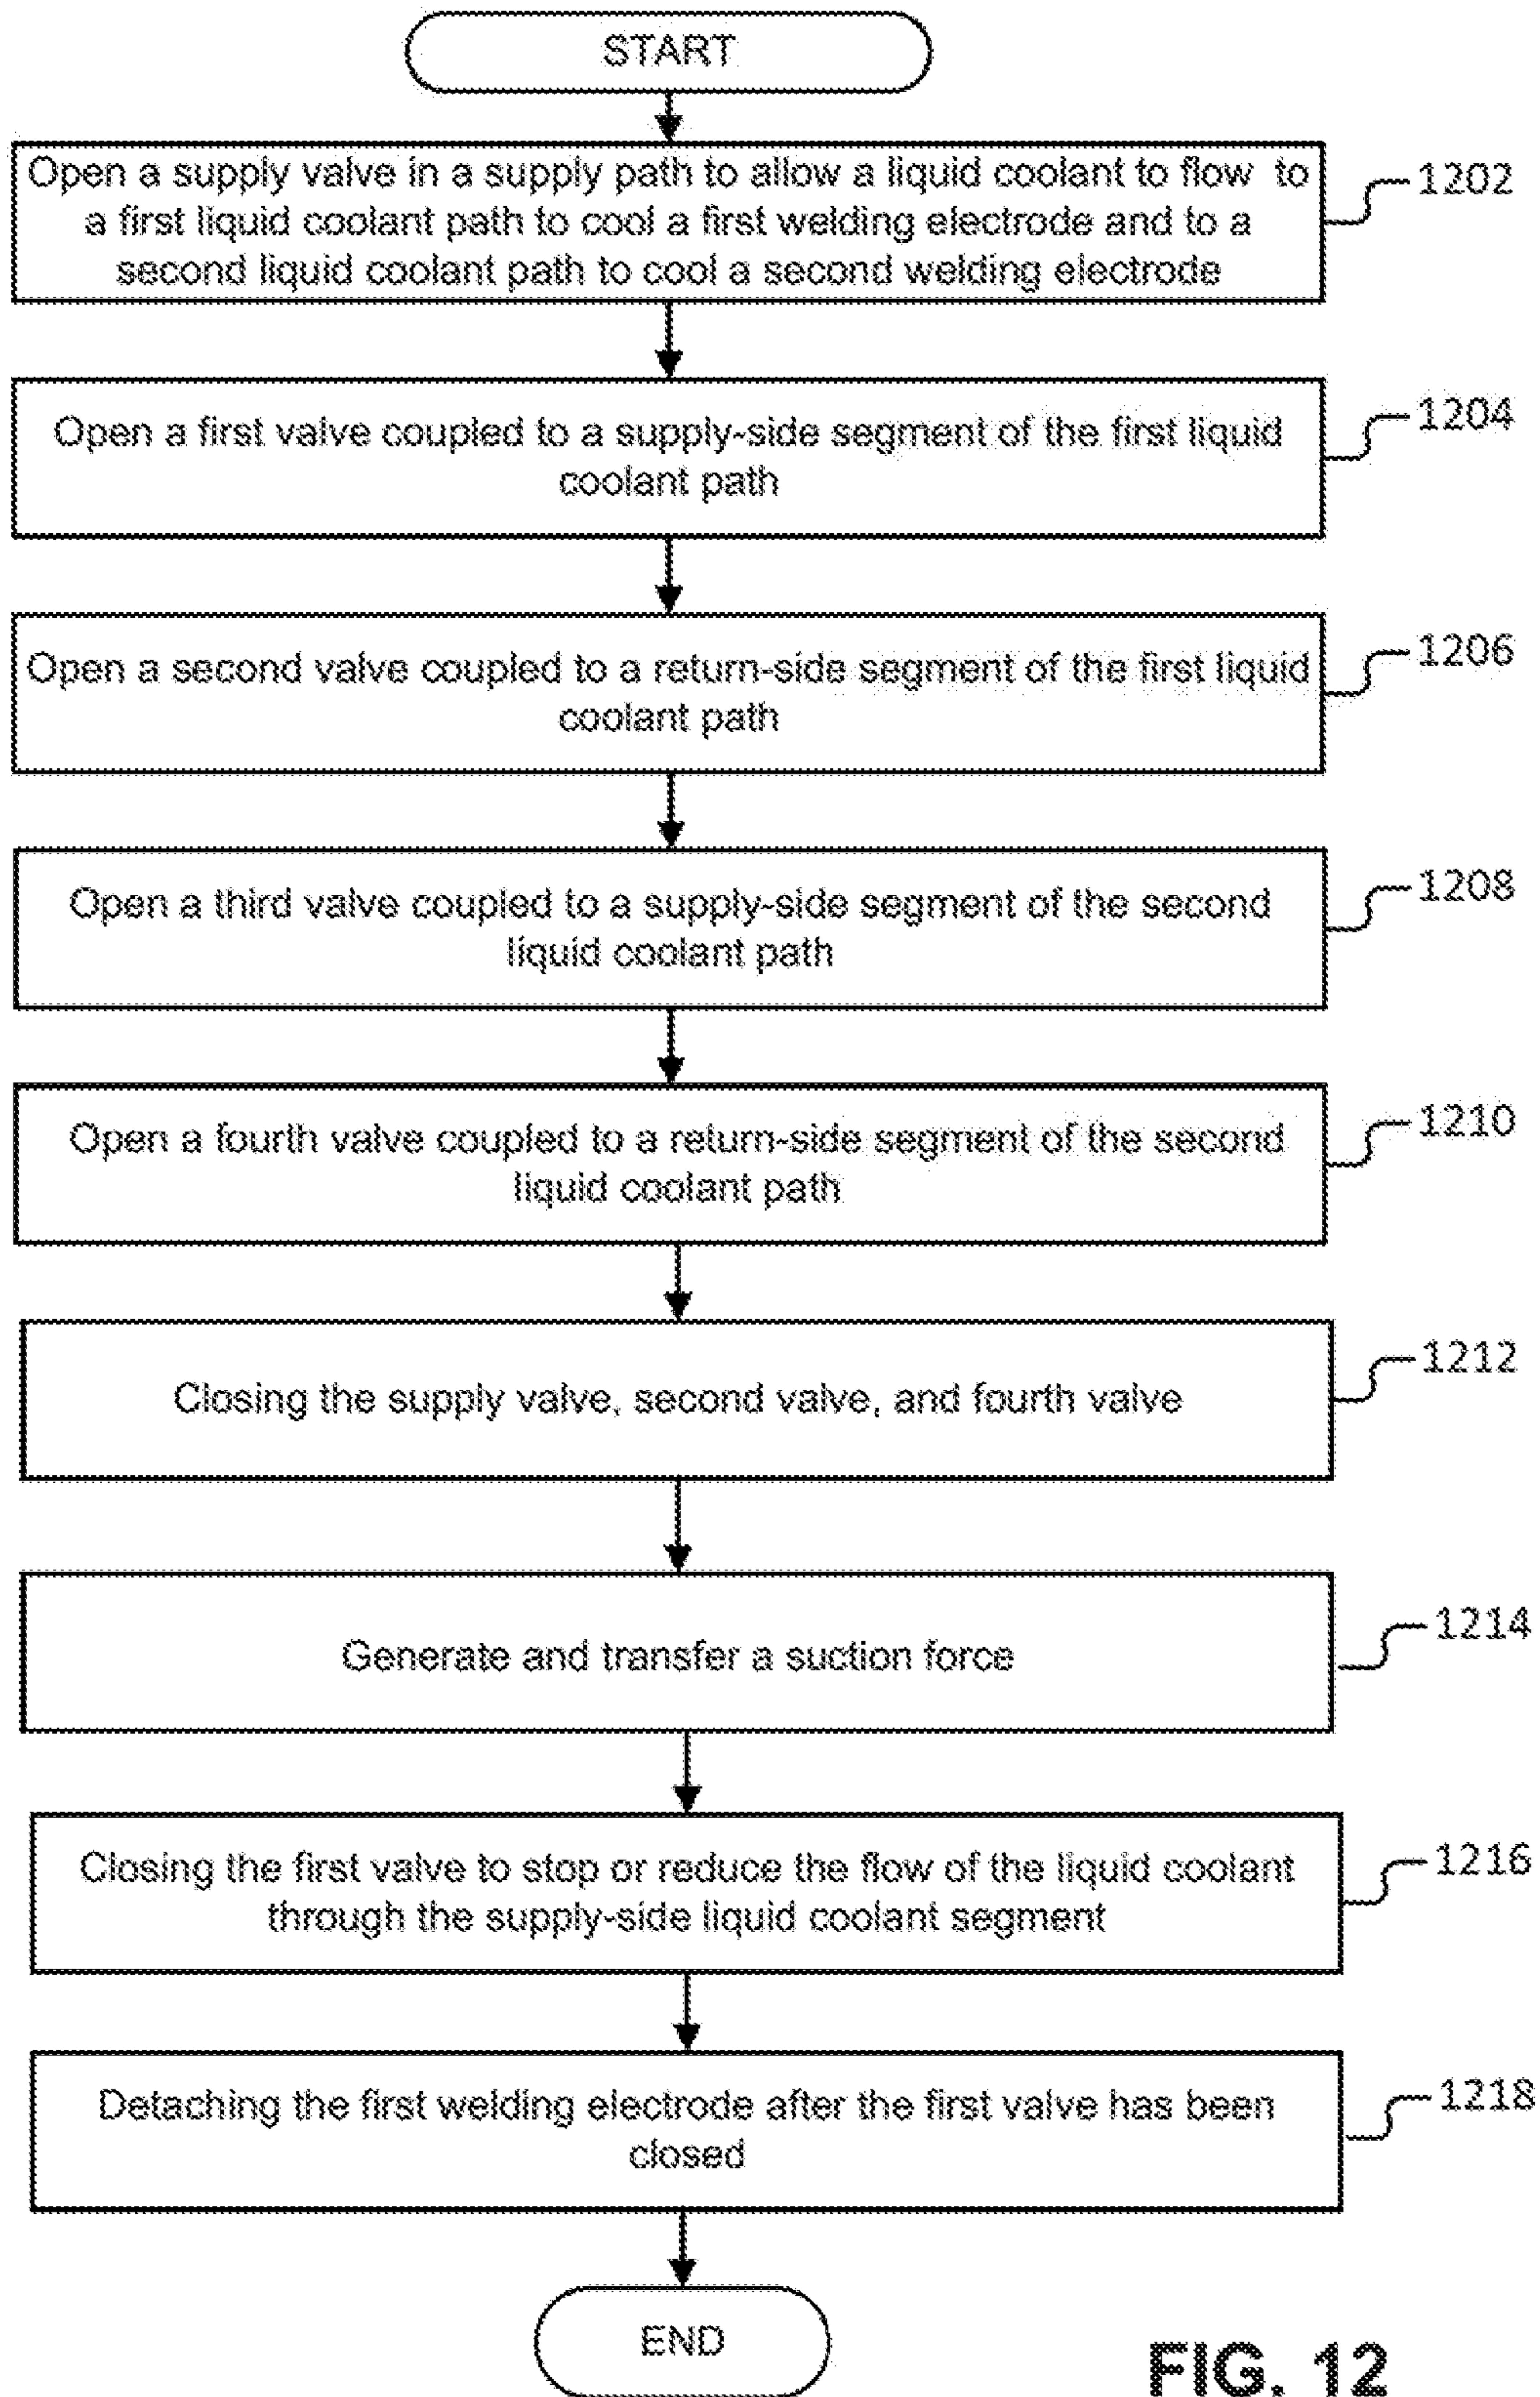 START
Open a supply valve in a supply path to allow a liquid coolant to flow to
a first liquid coolant path to cool a first welding electrode and to a
second liquid coolant path to cool a second welding electrode
1202
Open a first valve coupled to a supply-side segment of the first liquid
coolant path
1204
Open a second valve coupled to a return-side segment of the first liquid
coolant path
1206
Open a third valve coupled to a supply-side segment of the second
liquid coolant path
1208
Open a fourth valve coupled to a return-side segment of the second
liquid coolant path
1210
Closing the supply valve, second valve, and fourth valve
1212
Generate and transfer a suction force
1214
Closing the first valve to stop or reduce the flow of the liquid coolant
through the supply-side liquid coolant segment
1216
Detaching the first welding electrode after the first valve has been
closed
1218
END
FIG. 12